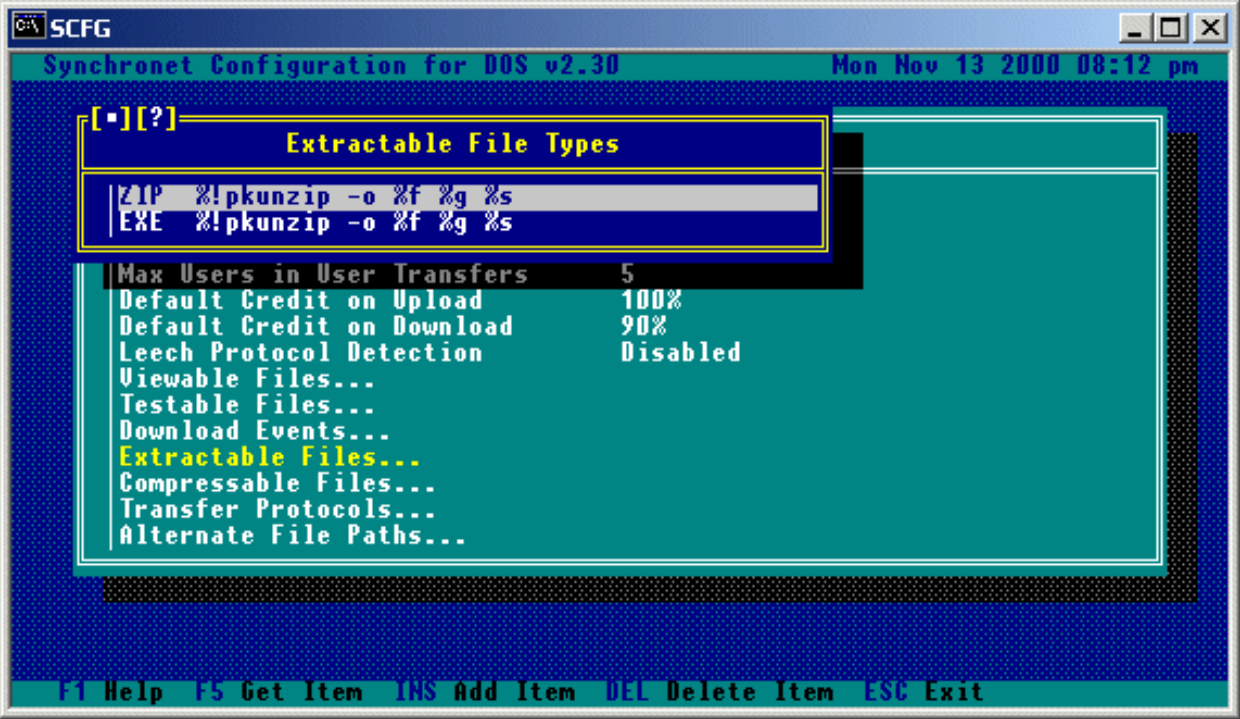 SCFG
Synchronet Configuration for DOS v2.30 Mon Nov 13 2000 08:12 pm
[▪][?]
Extractable File Types
ZIP %!pkunzip -o %f %g %s
EXE %!pkunzip -o %f %g %s
Max Users in User Transfers 5
Default Credit on Upload 100%
Default Credit on Download 90%
Leech Protocol Detection Disabled
Viewable Files...
Testable Files...
Download Events...
Extractable Files...
Compressable Files...
Transfer Protocols...
Alternate File Paths...
F1 Help F5 Get Item INS Add Item DEL Delete Item ESC Exit